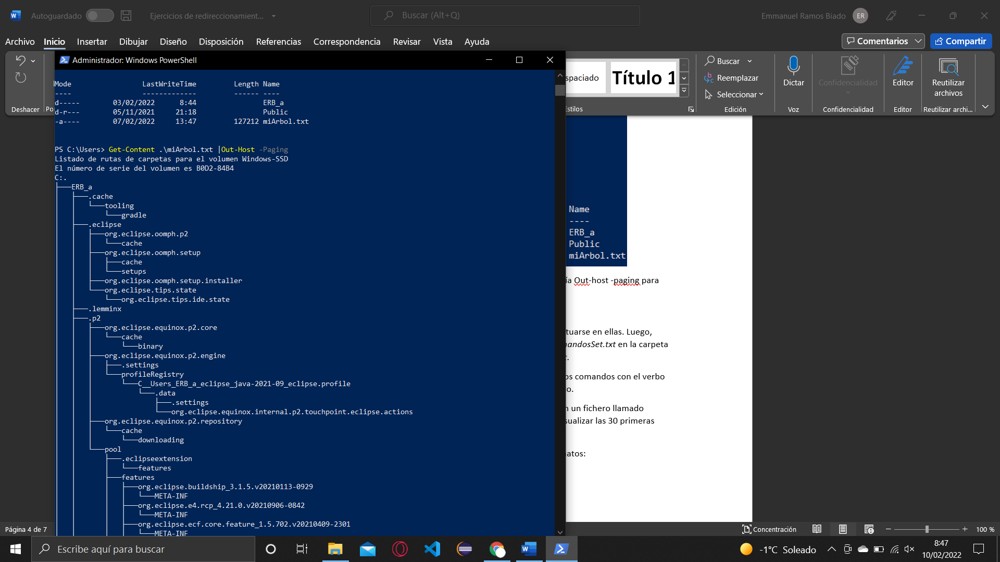 Autoguardado
Ejercicios de redireccionamient...
Buscar (Alt+Q)
Emmanuel Ramos Biado
ER
Archivo Inicio Insertar Dibujar Diseño Disposición Referencias Correspondencia Revisar Vista Ayuda
Comentarios
Compartir
Deshacer
Po
spaciado
Título 1
Estilos
Buscar
Reemplazar
Seleccionar
Edición
Dictar
Voz
Confidencialidad
Confidencialidad
Editor
Editor
Reutilizar
archivos
Reutilizar archi...
Administrador: Windows PowerShell
Mode LastWriteTime Length Name
---- ------------- ------ ----
d----- 03/02/2022 8:44 ERB_a
d-r--- 05/11/2021 21:18 Public
-a---- 07/02/2022 13:47 127212 miArbol.txt
PS C:\Users> Get-Content .\miArbol.txt |Out-Host -Paging
Listado de rutas de carpetas para el volumen Windows-SSD
El número de serie del volumen es B0D2-84B4
C:.
├───ERB_a
│   ├───.cache
│   │   └───tooling
│   │       └───gradle
│   ├───.eclipse
│   │   ├───org.eclipse.oomph.p2
│   │   │   └───cache
│   │   ├───org.eclipse.oomph.setup
│   │   │   ├───cache
│   │   │   └───setups
│   │   ├───org.eclipse.oomph.setup.installer
│   │   └───org.eclipse.tips.state
│   │       └───org.eclipse.tips.ide.state
│   ├───.lemminx
│   ├───.p2
│   │   ├───org.eclipse.equinox.p2.core
│   │   │   └───cache
│   │   │       └───binary
│   │   ├───org.eclipse.equinox.p2.engine
│   │   │   ├───.settings
│   │   │   └───profileRegistry
│   │   │       └───C__Users_ERB_a_eclipse_java-2021-09_eclipse.profile
│   │   │           └───.data
│   │   │               ├───.settings
│   │   │               └───org.eclipse.equinox.internal.p2.touchpoint.eclipse.actions
│   │   ├───org.eclipse.equinox.p2.repository
│   │   │   └───cache
│   │   │       └───downloading
│   │   └───pool
│   │       ├───.eclipseextension
│   │       │   └───features
│   │       ├───features
│   │       │   ├───org.eclipse.buildship_3.1.5.v20210113-0929
│   │       │   │   └───META-INF
│   │       │   ├───org.eclipse.e4.rcp_4.21.0.v20210906-0842
│   │       │   │   └───META-INF
│   │       │   ├───org.eclipse.ecf.core.feature_1.5.702.v20210409-2301
│   │       │   │   └───META-INF
Name
----
ERB_a
Public
miArbol.txt
ía Out-host -paging para
tuarse en ellas. Luego,
andosSet.txt en la carpeta
t.
os comandos con el verbo
o.
n un fichero llamado
sualizar las 30 primeras
atos:
Página 4 de 7
Concentración
100 %
Escribe aquí para buscar
-1°C Soleado
8:47
10/02/2022